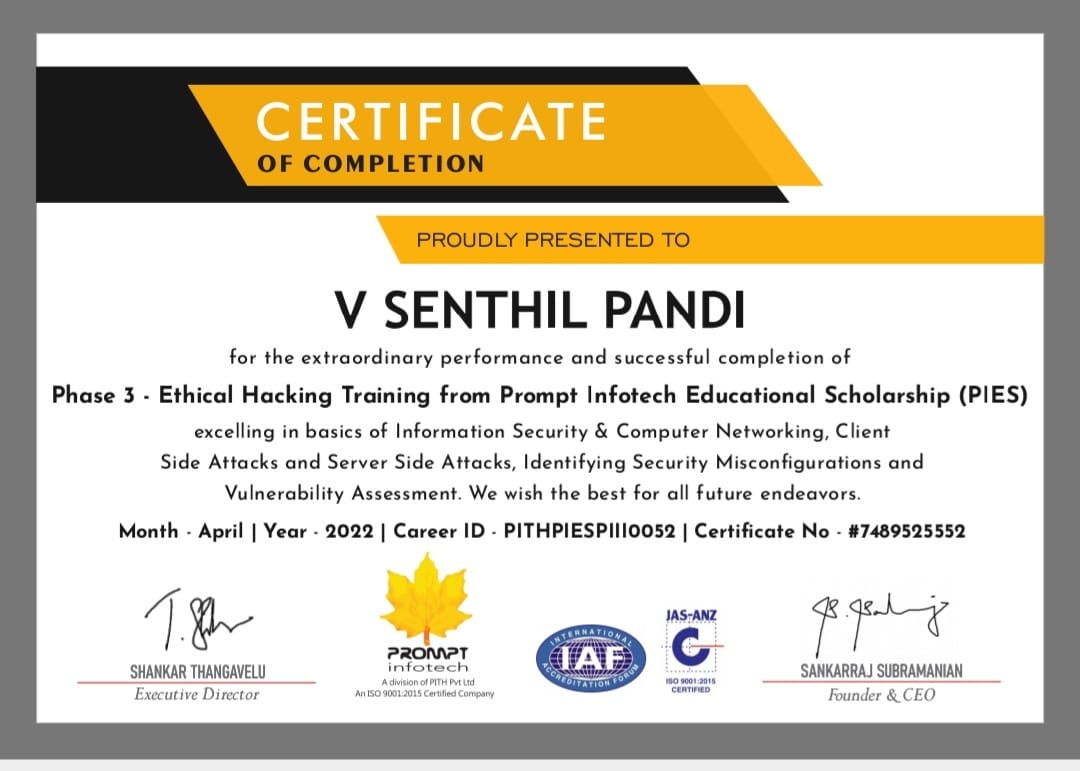 CERTIFICATE
OF COMPLETION
PROUDLY PRESENTED TO
V SENTHIL PANDI
for the extraordinary performance and successful completion of
Phase 3 - Ethical Hacking Training from Prompt Infotech Educational Scholarship (PIES)
excelling in basics of Information Security & Computer Networking, Client
Side Attacks and Server Side Attacks, Identifying Security Misconfigurations and
Vulnerability Assessment. We wish the best for all future endeavors.
Month - April | Year - 2022 | Career ID - PITHPIESPIII0052 | Certificate No - #7489525552
SHANKAR THANGAVELU
Executive Director
PROMPT
infotech
A division of PITH Pvt Ltd
An ISO 9001:2015 Certified Company
INTERNATIONAL
IAF
ACCREDITATION FORUM
JAS-ANZ
C
ISO 9001:2015
CERTIFIED
SANKARRAJ SUBRAMANIAN
Founder & CEO